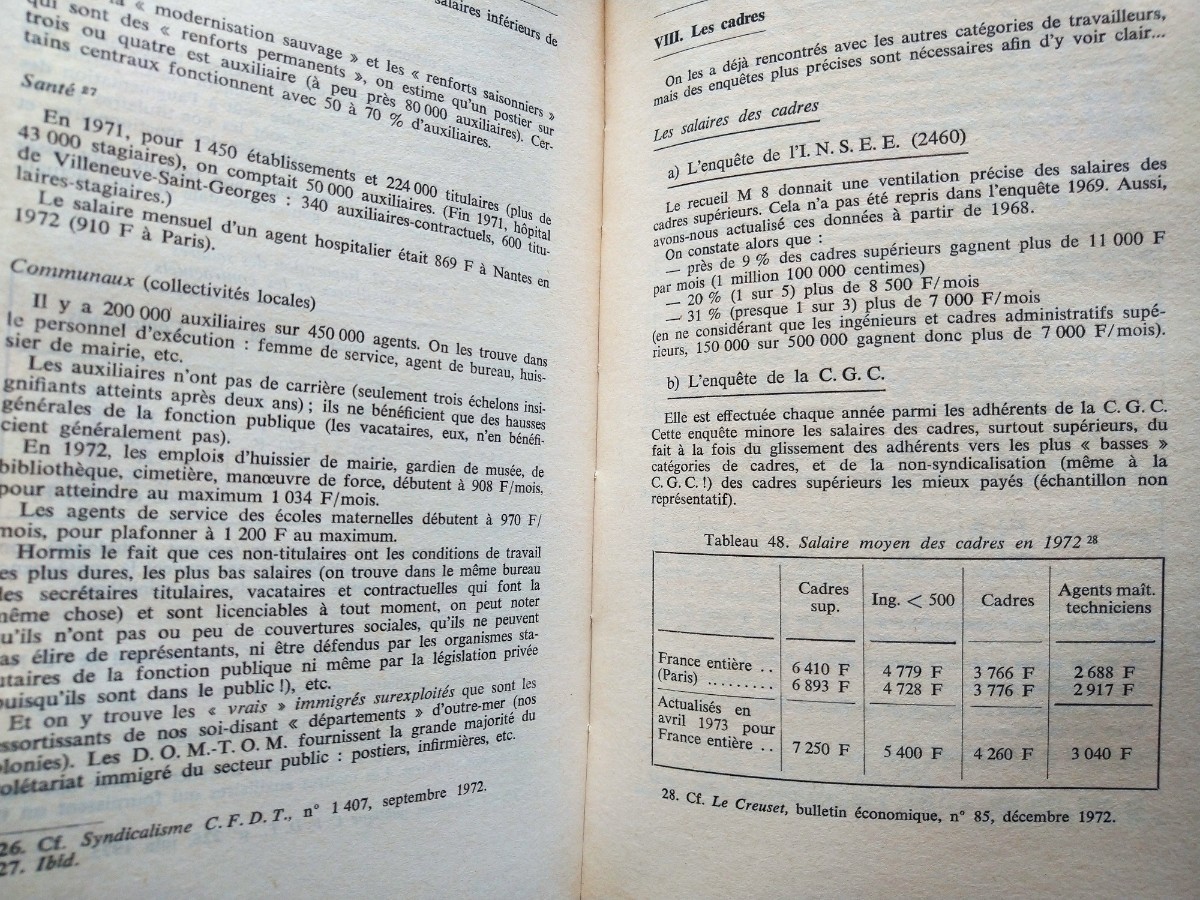 salaires inférieurs de
la « modernisation sauvage » et les « renforts saisonniers »
qui sont des « renforts permanents », on estime qu'un postier sur
trois ou quatre est auxiliaire (à peu près 80 000 auxiliaires). Cer-
tains centraux fonctionnent avec 50 à 70 % d'auxiliaires.
Santé 27
En 1971, pour 1 450 établissements et 224 000 titulaires (plus de
43 000 stagiaires), on comptait 50 000 auxiliaires. (Fin 1971, hôpital
de Villeneuve-Saint-Georges : 340 auxiliaires-contractuels, 600 titu-
laires-stagiaires.)
Le salaire mensuel d'un agent hospitalier était 869 F à Nantes en
1972 (910 F à Paris).
Communaux (collectivités locales)
Il y a 200 000 auxiliaires sur 450 000 agents. On les trouve dans
le personnel d'exécution : femme de service, agent de bureau, huis-
sier de mairie, etc.
Les auxiliaires n'ont pas de carrière (seulement trois échelons insi-
gnifiants atteints après deux ans) ; ils ne bénéficient que des hausses
générales de la fonction publique (les vacataires, eux, n'en bénéfi-
cient généralement pas).
En 1972, les emplois d'huissier de mairie, gardien de musée, de
bibliothèque, cimetière, manœuvre de force, débutent à 908 F/mois,
pour atteindre au maximum 1 034 F/mois.
Les agents de service des écoles maternelles débutent à 970 F/
mois, pour plafonner à 1 200 F au maximum.
Hormis le fait que ces non-titulaires ont les conditions de travail
es plus dures, les plus bas salaires (on trouve dans le même bureau
des secrétaires titulaires, vacataires et contractuelles qui font la
même chose) et sont licenciables à tout moment, on peut noter
qu'ils n'ont pas ou peu de couvertures sociales, qu'ils ne peuvent
as élire de représentants, ni être défendus par les organismes sta-
utaires de la fonction publique ni même par la législation privée
puisqu'ils sont dans le public !), etc.
Et on y trouve les « vrais » immigrés surexploités que sont les
essortissants de nos soi-disant « départements » d'outre-mer (nos
olonies). Les D. O. M.-T. O. M. fournissent la grande majorité du
olétariat immigré du secteur public : postiers, infirmières, etc.
26. Cf. Syndicalisme C. F. D. T., n° 1 407, septembre 1972.
27. Ibid.
VIII. Les cadres
On les a déjà rencontrés avec les autres catégories de travailleurs,
mais des enquêtes plus précises sont nécessaires afin d'y voir clair...
Les salaires des cadres
a) L'enquête de l'I. N. S. E. E. (2460)
Le recueil M 8 donnait une ventilation précise des salaires des
cadres supérieurs. Cela n'a pas été repris dans l'enquête 1969. Aussi,
avons-nous actualisé ces données à partir de 1968.
On constate alors que :
— près de 9 % des cadres supérieurs gagnent plus de 11 000 F
par mois (1 million 100 000 centimes)
— 20 % (1 sur 5) plus de 8 500 F/mois
— 31 % (presque 1 sur 3) plus de 7 000 F/mois
(en ne considérant que les ingénieurs et cadres administratifs supé-
rieurs, 150 000 sur 500 000 gagnent donc plus de 7 000 F/mois).
b) L'enquête de la C. G. C.
Elle est effectuée chaque année parmi les adhérents de la C. G. C.
Cette enquête minore les salaires des cadres, surtout supérieurs, du
fait à la fois du glissement des adhérents vers les plus « basses »
catégories de cadres, et de la non-syndicalisation (même à la
C. G. C. !) des cadres supérieurs les mieux payés (échantillon non
représentatif).
Tableau 48. Salaire moyen des cadres en 1972 28
Cadres sup. Ing. < 500 Cadres Agents maît. techniciens
France entière .. 6 410 F 4 779 F 3 766 F 2 688 F
(Paris) ......... 6 893 F 4 728 F 3 776 F 2 917 F
Actualisés en
avril 1973 pour
France entière .. 7 250 F 5 400 F 4 260 F 3 040 F
28. Cf. Le Creuset, bulletin économique, n° 85, décembre 1972.